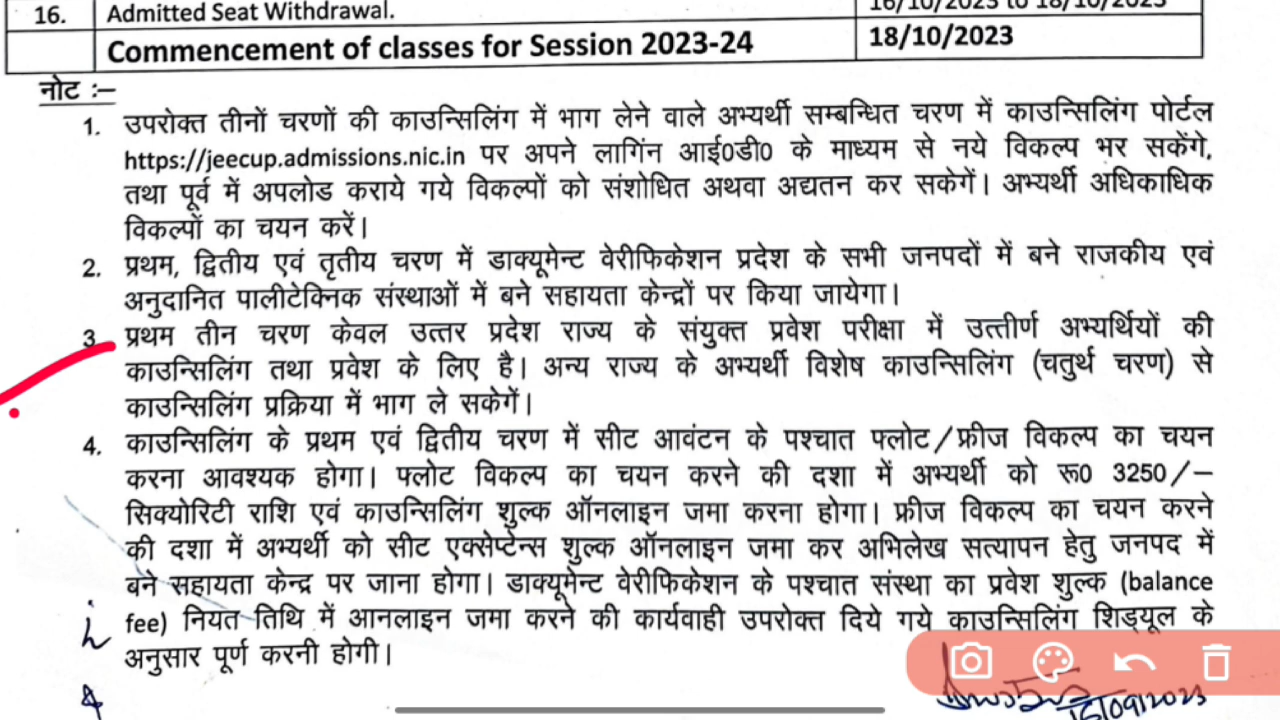 16. Admitted Seat Withdrawal. 16/10/2023 to 18/10/2023
Commencement of classes for Session 2023-24 18/10/2023
नोट :–
1. उपरोक्त तीनों चरणों की काउन्सिलिंग में भाग लेने वाले अभ्यर्थी सम्बन्धित चरण में काउन्सिलिंग पोर्टल
https://jeecup.admissions.nic.in पर अपने लागिंन आई0डी0 के माध्यम से नये विकल्प भर सकेंगे,
तथा पूर्व में अपलोड कराये गये विकल्पों को संशोधित अथवा अद्यतन कर सकेगें। अभ्यर्थी अधिकाधिक
विकल्पों का चयन करें।
2. प्रथम, द्वितीय एवं तृतीय चरण में डाक्यूमेन्ट वेरीफिकेशन प्रदेश के सभी जनपदों में बने राजकीय एवं
अनुदानित पालीटेक्निक संस्थाओं में बने सहायता केन्द्रों पर किया जायेगा।
3 प्रथम तीन चरण केवल उत्तर प्रदेश राज्य के संयुक्त प्रवेश परीक्षा में उत्तीर्ण अभ्यर्थियों की
काउन्सिलिंग तथा प्रवेश के लिए है। अन्य राज्य के अभ्यर्थी विशेष काउन्सिलिंग (चतुर्थ चरण) से
काउन्सिलिंग प्रक्रिया में भाग ले सकेगें।
4. काउन्सिलिंग के प्रथम एवं द्वितीय चरण में सीट आवंटन के पश्चात फ्लोट/फ्रीज विकल्प का चयन
करना आवश्यक होगा। फ्लोट विकल्प का चयन करने की दशा में अभ्यर्थी को रू0 3250/–
सिक्योरिटी राशि एवं काउन्सिलिंग शुल्क ऑनलाइन जमा करना होगा। फ्रीज विकल्प का चयन करने
की दशा में अभ्यर्थी को सीट एक्सेप्टेन्स शुल्क ऑनलाइन जमा कर अभिलेख सत्यापन हेतु जनपद में
बने सहायता केन्द्र पर जाना होगा। डाक्यूमेन्ट वेरीफिकेशन के पश्चात संस्था का प्रवेश शुल्क (balance
fee) नियत तिथि में आनलाइन जमा करने की कार्यवाही उपरोक्त दिये गये काउन्सिलिंग शिड्यूल के
अनुसार पूर्ण करनी होगी।